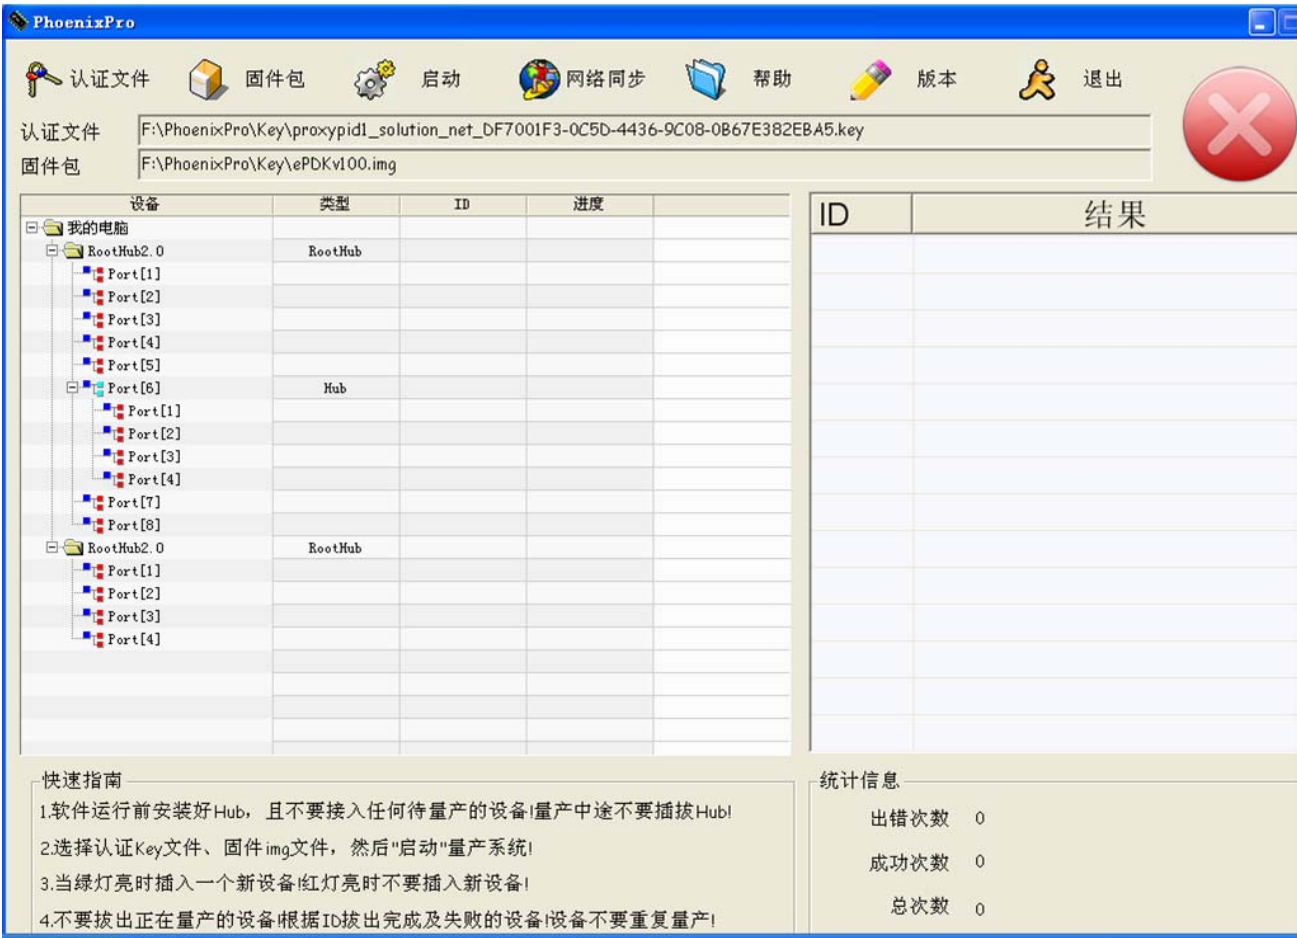 PhoenixPro
认证文件 固件包 启动 网络同步 帮助 版本 退出
认证文件 F:\PhoenixPro\Key\proxypid1_solution_net_DF7001F3-0C5D-4436-9C08-0B67E382EBA5.key
固件包 F:\PhoenixPro\Key\ePDKv100.img
设备 类型 ID 进度
我的电脑
RootHub2.0 RootHub
Port[1]
Port[2]
Port[3]
Port[4]
Port[5]
Port[6] Hub
Port[1]
Port[2]
Port[3]
Port[4]
Port[7]
Port[8]
RootHub2.0 RootHub
Port[1]
Port[2]
Port[3]
Port[4]
ID 结果
快速指南
1.软件运行前安装好Hub，且不要接入任何待量产的设备!量产中途不要插拔Hub!
2.选择认证Key文件、固件img文件，然后"启动"量产系统!
3.当绿灯亮时插入一个新设备!红灯亮时不要插入新设备!
4.不要拔出正在量产的设备!根据ID拔出完成及失败的设备!设备不要重复量产!
统计信息
出错次数 0
成功次数 0
总次数 0